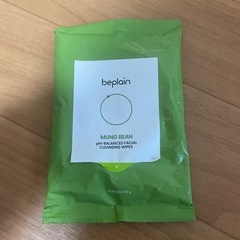 beplain
MUNG BEAN
pH-BALANCED FACIAL
CLEANSING WIPES